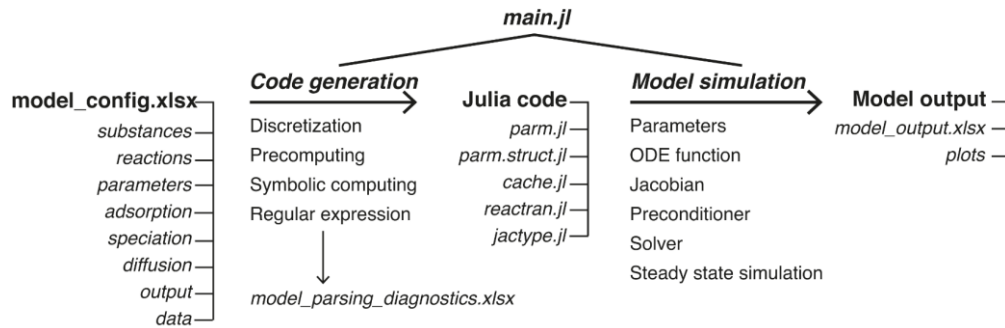 main.jl
Code generation
Model simulation
model_config.xlsx
substances
reactions
parameters
adsorption
speciation
diffusion
output
data
Discretization
Precomputing
Symbolic computing
Regular expression
model_parsing_diagnostics.xlsx
Julia code
parm.jl
parm.struct.jl
cache.jl
reactran.jl
jactype.jl
Parameters
ODE function
Jacobian
Preconditioner
Solver
Steady state simulation
Model output
model_output.xlsx
plots